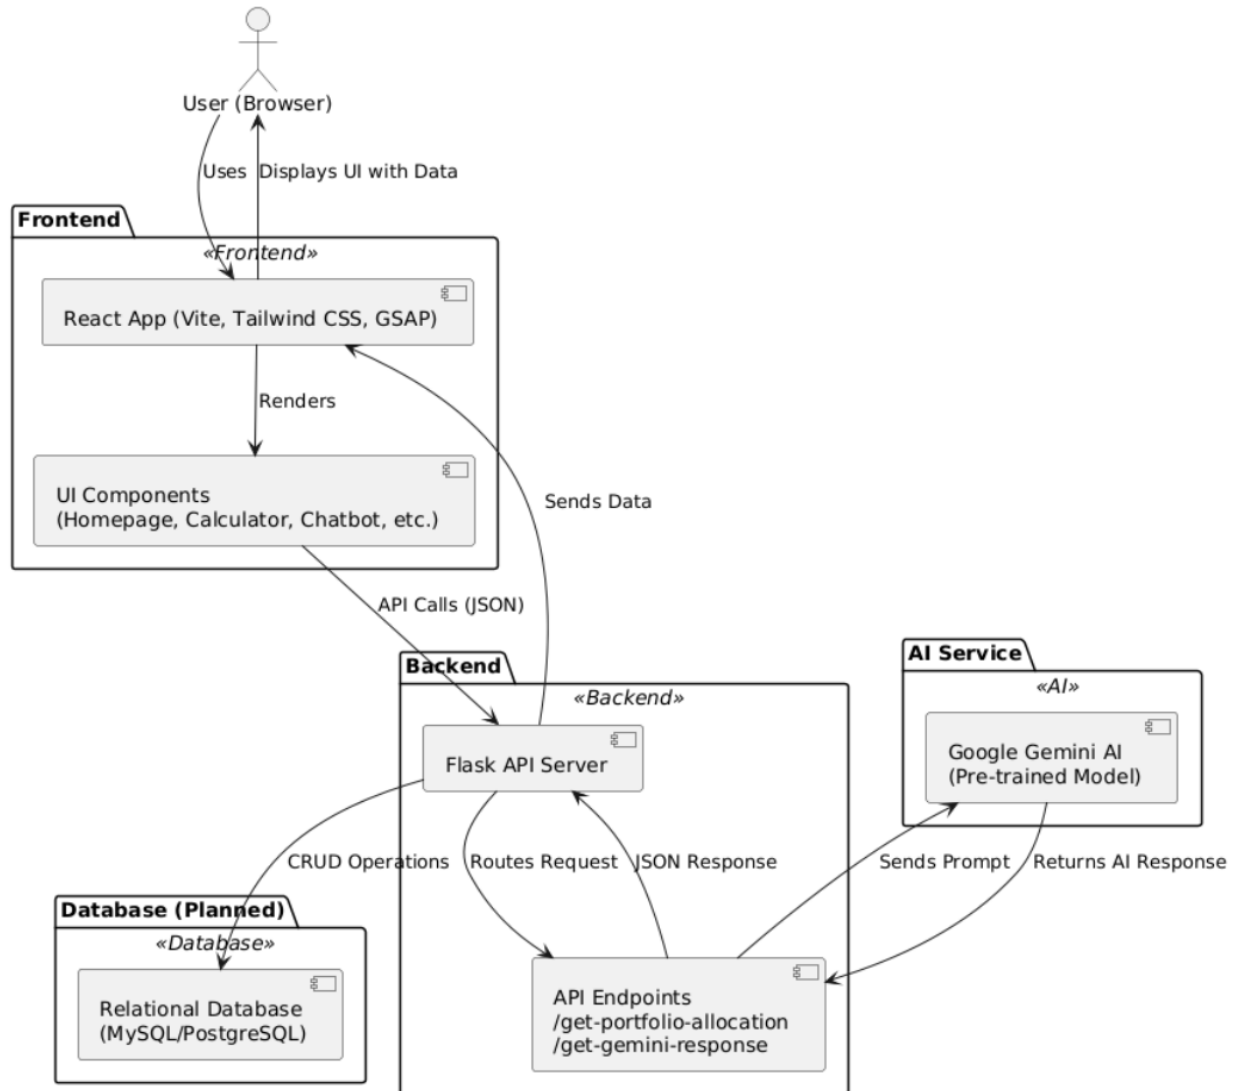 User (Browser)
Uses
Displays UI with Data
Frontend
«Frontend»
React App (Vite, Tailwind CSS, GSAP)
Renders
UI Components
(Homepage, Calculator, Chatbot, etc.)
Sends Data
API Calls (JSON)
Backend
«Backend»
Flask API Server
AI Service
«AI»
Google Gemini AI
(Pre-trained Model)
CRUD Operations
Routes Request
JSON Response
Sends Prompt
Returns AI Response
Database (Planned)
«Database»
Relational Database
(MySQL/PostgreSQL)
API Endpoints
/get-portfolio-allocation
/get-gemini-response